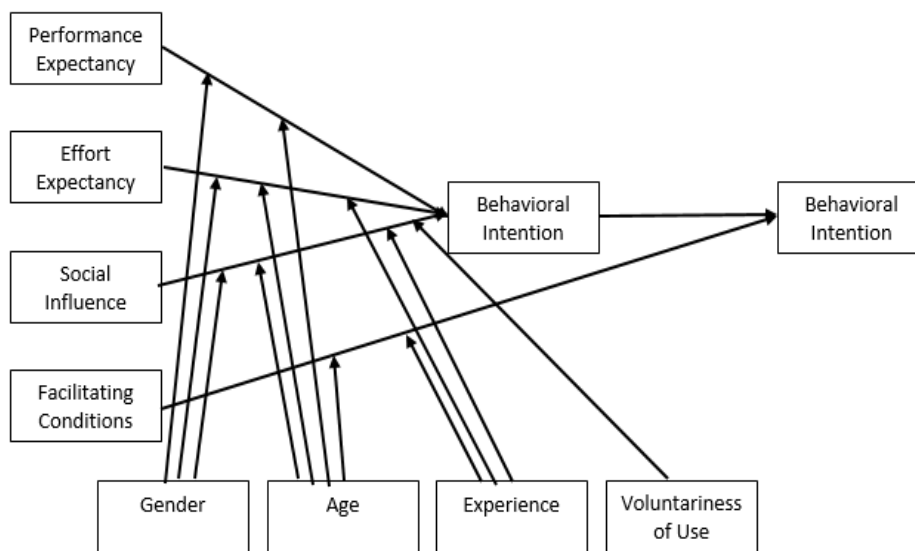 Performance
Expectancy
Effort
Expectancy
Behavioral
Intention
Behavioral
Intention
Social
Influence
Facilitating
Conditions
Gender
Age
Experience
Voluntariness
of Use